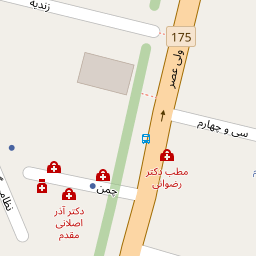 زندیه
175
ولی عصر
سی و چهارم
مطب دکتر
رضوانی
چمن
دکتر آذر
اصلانی
مقدم